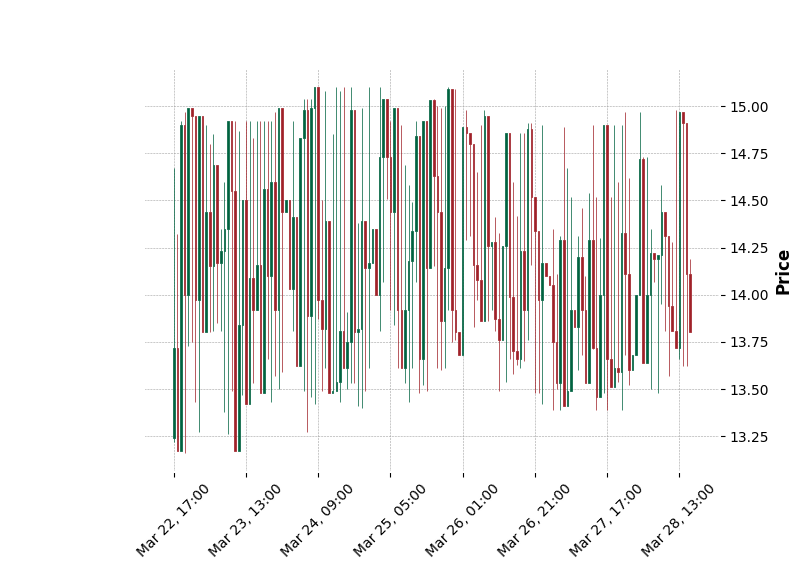 15.00
14.75
14.50
14.25
14.00
13.75
13.50
13.25
Price
Mar 22, 17:00
Mar 23, 13:00
Mar 24, 09:00
Mar 25, 05:00
Mar 26, 01:00
Mar 26, 21:00
Mar 27, 17:00
Mar 28, 13:00